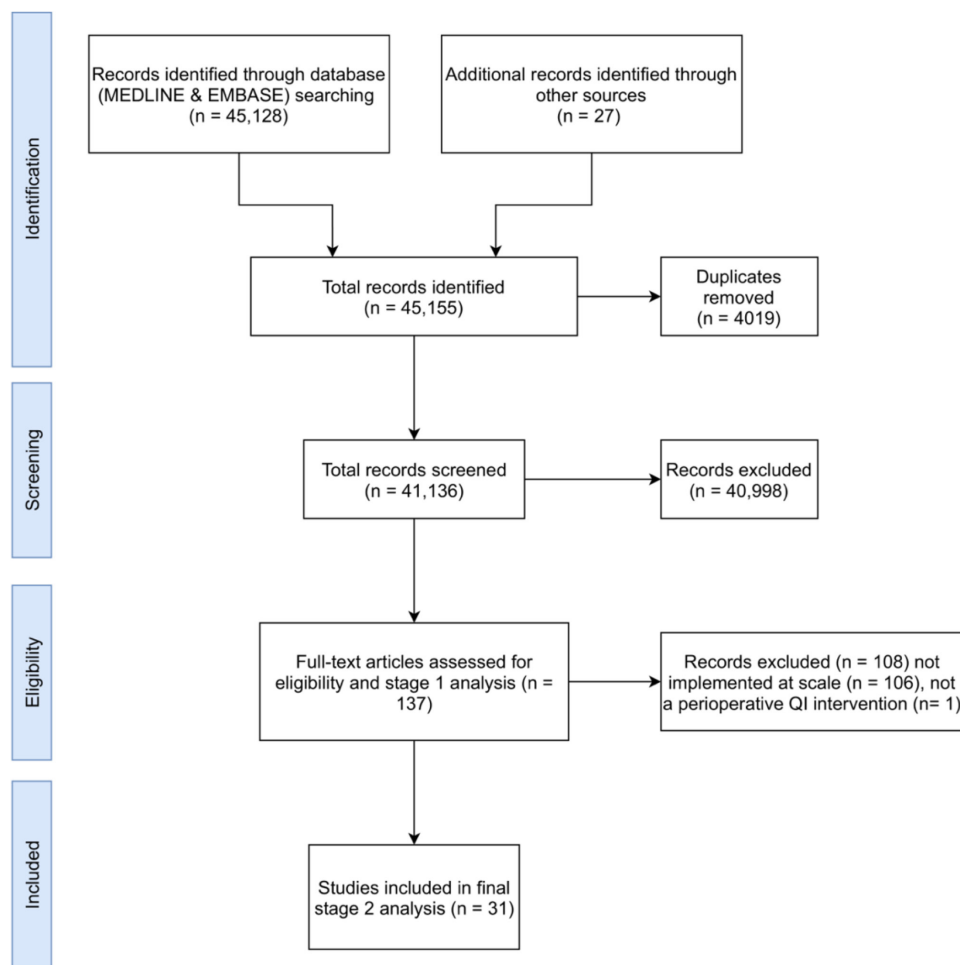 Identification
Records identified through database
(MEDLINE & EMBASE) searching
(n = 45,128)
Additional records identified through
other sources
(n = 27)
Total records identified
(n = 45,155)
Duplicates
removed
(n = 4019)
Screening
Total records screened
(n = 41,136)
Records excluded
(n = 40,998)
Eligibility
Full-text articles assessed for
eligibility and stage 1 analysis (n =
137)
Records excluded (n = 108) not
implemented at scale (n = 106), not
a perioperative QI intervention (n= 1)
Included
Studies included in final
stage 2 analysis (n = 31)